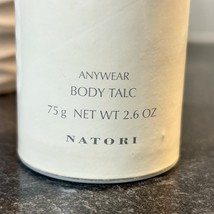 ANYWEAR
BODY TALC
75 g NET WT 2.6 OZ
NATORI